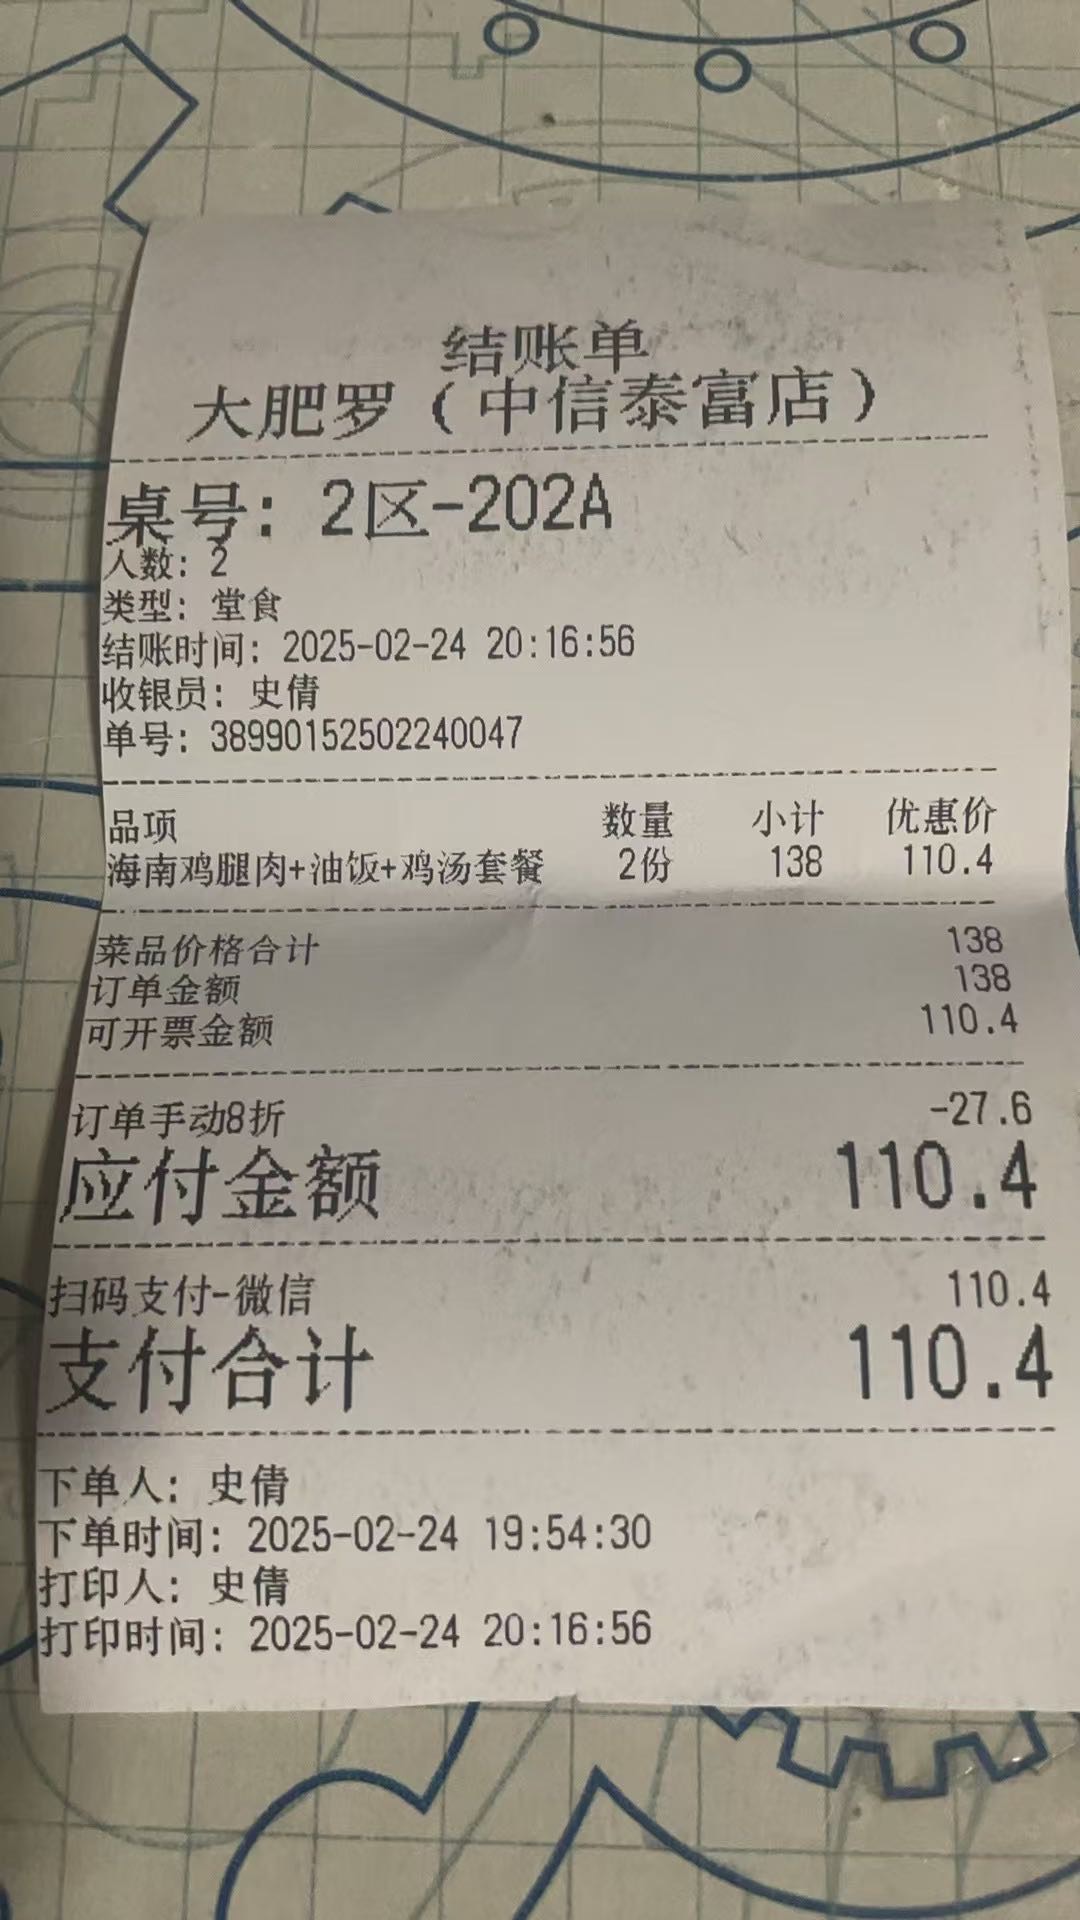 结账单
大肥罗（中信泰富店）
桌号：2区-202A
人数：2
类型：堂食
结账时间：2025-02-24 20:16:56
收银员：史倩
单号：38990152502240047
品项 数量 小计 优惠价
海南鸡腿肉+油饭+鸡汤套餐 2份 138 110.4
菜品价格合计 138
订单金额 138
可开票金额 110.4
订单手动8折 -27.6
应付金额 110.4
扫码支付-微信 110.4
支付合计 110.4
下单人：史倩
下单时间：2025-02-24 19:54:30
打印人：史倩
打印时间：2025-02-24 20:16:56